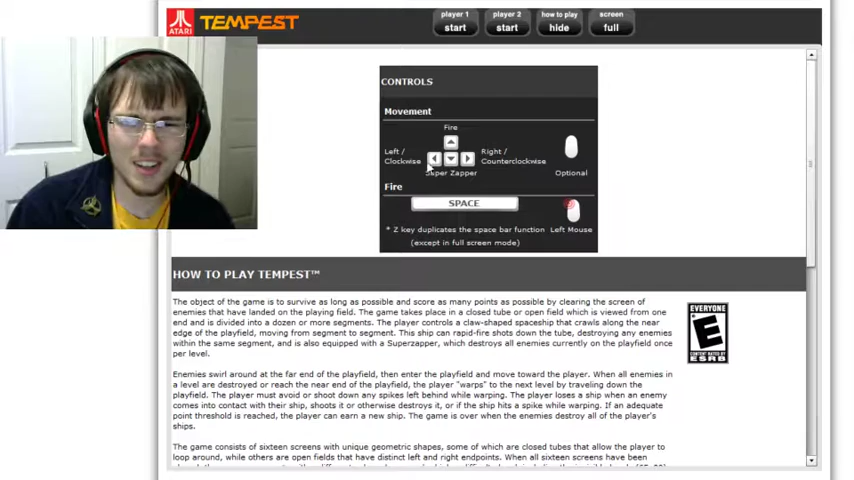 ATARI
TEMPEST
player 1
start
player 2
start
how to play
hide
screen
full
CONTROLS
Movement
Fire
Left /
Clockwise
Right /
Counterclockwise
Super Zapper
Optional
Fire
SPACE
* Z key duplicates the space bar function
(except in full screen mode)
Left Mouse
HOW TO PLAY TEMPEST™
The object of the game is to survive as long as possible and score as many points as possible by clearing the screen of
enemies that have landed on the playing field. The game takes place in a closed tube or open field which is viewed from one
end and is divided into a dozen or more segments. The player controls a claw-shaped spaceship that crawls along the near
edge of the playfield, moving from segment to segment. This ship can rapid-fire shots down the tube, destroying any enemies
within the same segment, and is also equipped with a Superzapper, which destroys all enemies currently on the playfield once
per level.
Enemies swirl around at the far end of the playfield, then enter the playfield and move toward the player. When all enemies in
a level are destroyed or reach the near end of the playfield, the player "warps" to the next level by traveling down the
playfield. The player must avoid or shoot down any spikes left behind while warping. The player loses a ship when an enemy
comes into contact with their ship, shoots it or otherwise destroys it, or if the ship hits a spike while warping. If an adequate
point threshold is reached, the player can earn a new ship. The game is over when the enemies destroy all of the player's
ships.
The game consists of sixteen screens with unique geometric shapes, some of which are closed tubes that allow the player to
loop around, while others are open fields that have distinct left and right endpoints. When all sixteen screens have been
EVERYONE
E
CONTENT RATED BY
ESRB